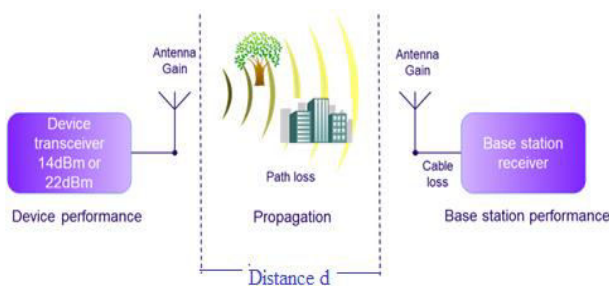 Antenna
Gain
Device
transceiver
14dBm or
22dBm
Device performance
Path loss
Propagation
Distance d
Antenna
Gain
Cable
loss
Base station
receiver
Base station performance